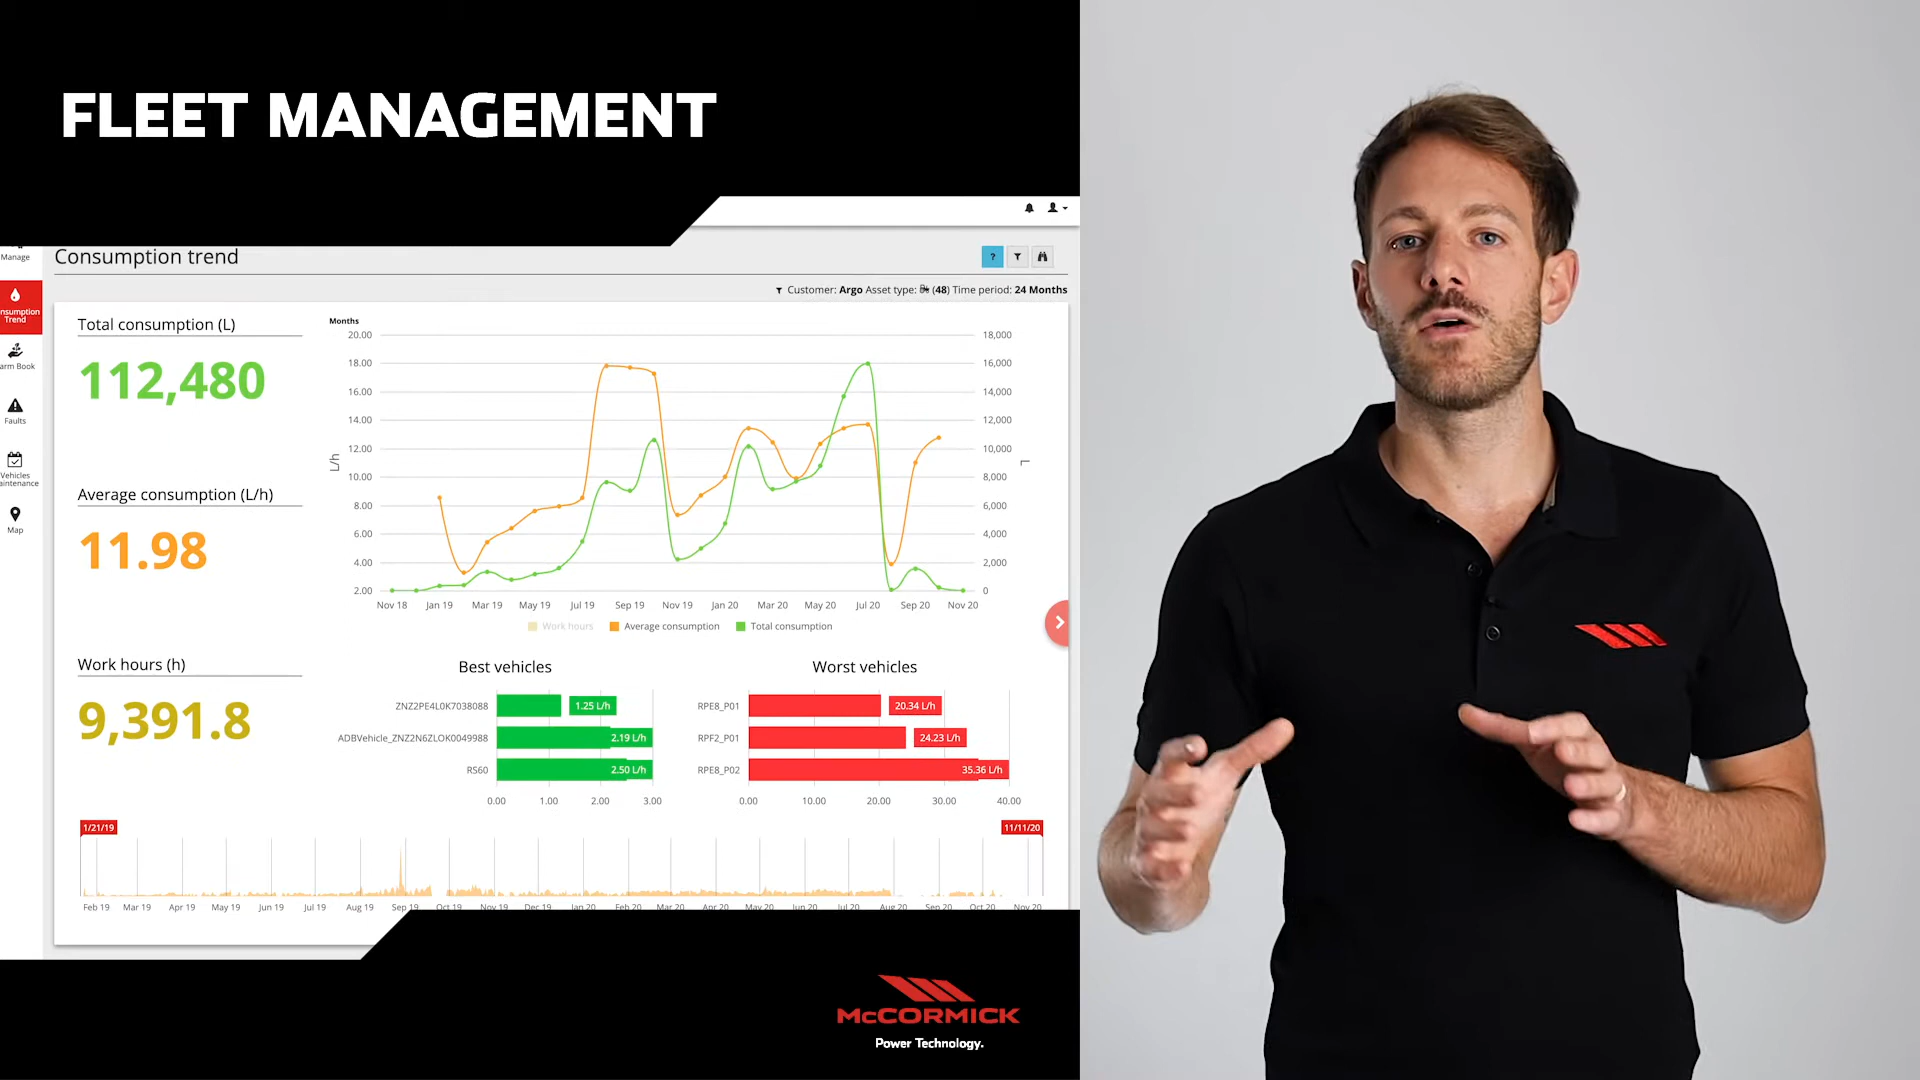 FLEET MANAGEMENT
Manage
Consumption trend
?
Customer: Argo Asset type: (48) Time period: 24 Months
nsumption
Trend
arm Book
Faults
Vehicles
aintenance
Map
Total consumption (L)
112,480
Average consumption (L/h)
11.98
Work hours (h)
9,391.8
Months
20.00
18.00
16.00
14.00
12.00
10.00
8.00
6.00
4.00
2.00
L/h
18,000
16,000
14,000
12,000
10,000
8,000
6,000
4,000
2,000
0
L
Nov 18 Jan 19 Mar 19 May 19 Jul 19 Sep 19 Nov 19 Jan 20 Mar 20 May 20 Jul 20 Sep 20 Nov 20
Work hours Average consumption Total consumption
Best vehicles
ZNZ2PE4L0K7038088 1.25 L/h
ADBVehicle_ZNZ2N6ZLOK0049988 2.19 L/h
RS60 2.50 L/h
0.00 1.00 2.00 3.00
Worst vehicles
RPE8_P01 20.34 L/h
RPF2_P01 24.23 L/h
RPE8_P02 35.36 L/h
0.00 10.00 20.00 30.00 40.00
1/21/19 11/11/20
Feb 19 Mar 19 Apr 19 May 19 Jun 19 Jul 19 Aug 19 Sep 19 Oct 19 Nov 19 Dec 19 Jan 20 Feb 20 Mar 20 Apr 20 May 20 Jun 20 Jul 20 Aug 20 Sep 20 Oct 20 Nov 20
McCORMICK
Power Technology.